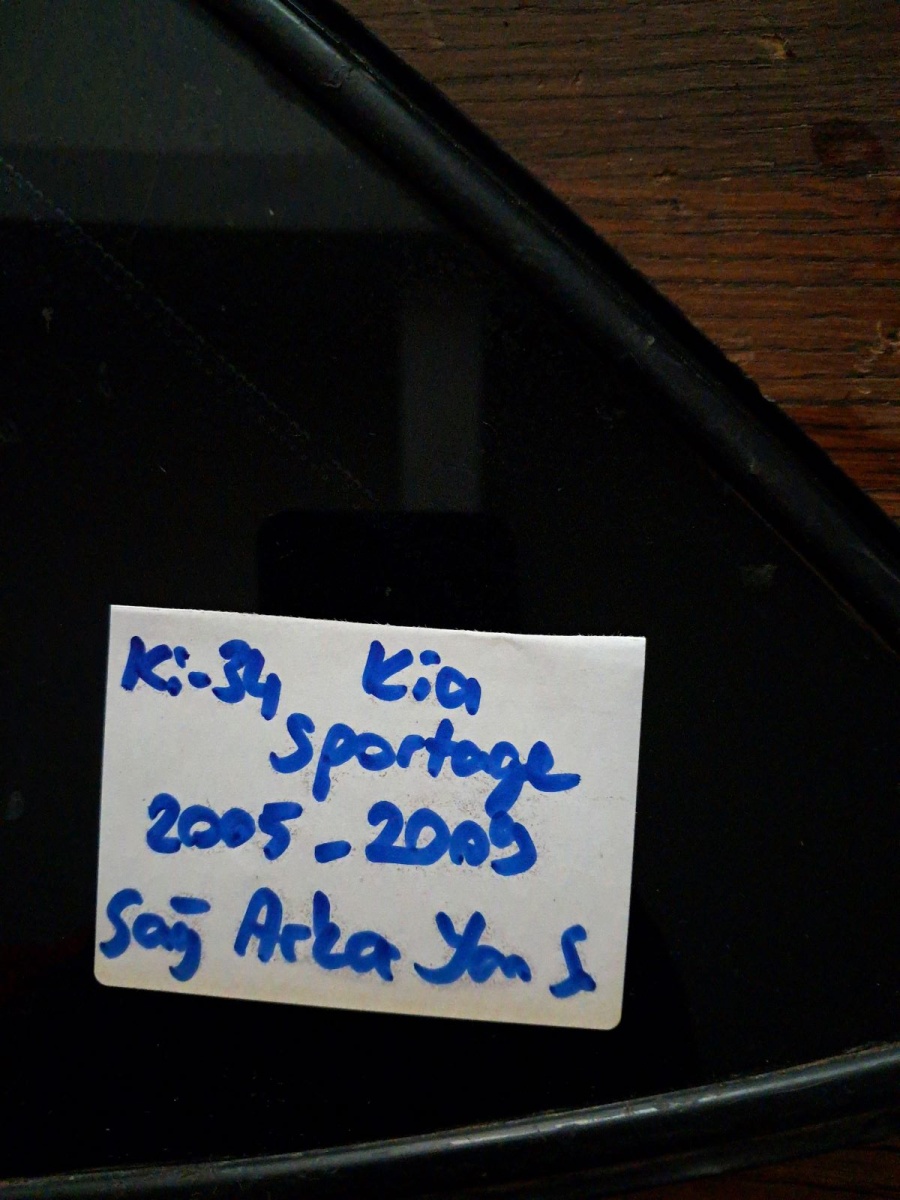 Ki-34 Kia
Sportage
2005-2009
Sağ Arka Yan Ş